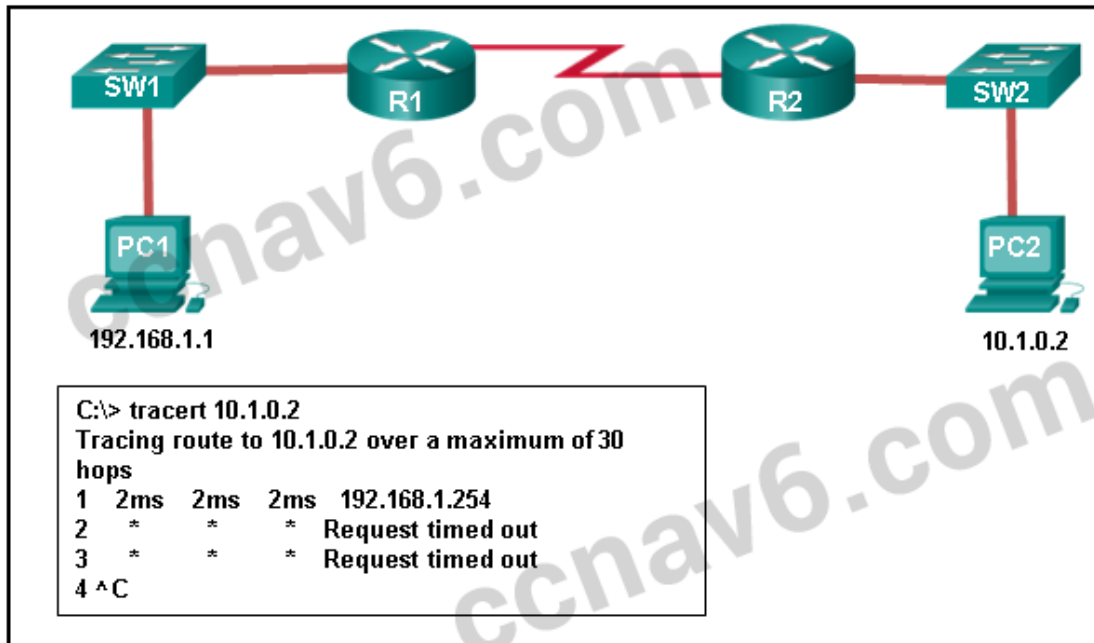 SW1
R1
R2
SW2
PC1
PC2
192.168.1.1
10.1.0.2
C:\> tracert 10.1.0.2
Tracing route to 10.1.0.2 over a maximum of 30
hops
1 2ms 2ms 2ms 192.168.1.254
2 * * * Request timed out
3 * * * Request timed out
4 ^C
ccnav6.com
ccnav6.com